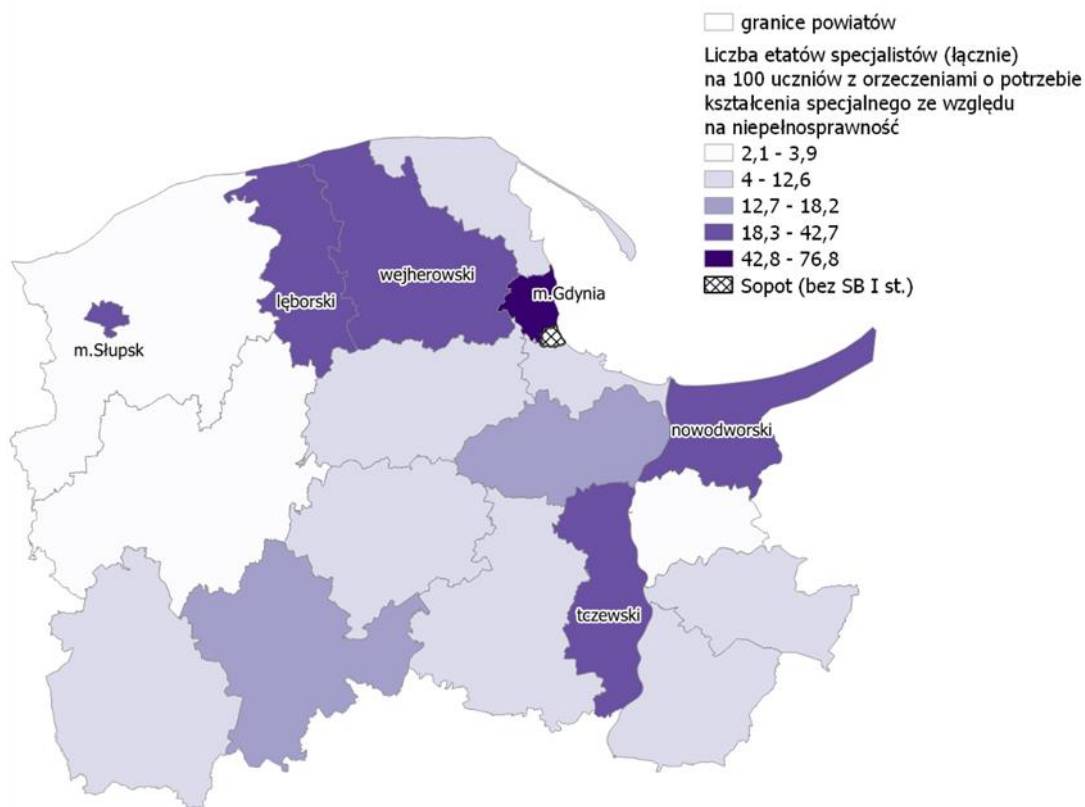 granice powiatów
Liczba etatów specjalistów (łącznie)
na 100 uczniów z orzeczeniami o potrzebie
kształcenia specjalnego ze względu
na niepełnosprawność
2,1 - 3,9
4 - 12,6
12,7 - 18,2
18,3 - 42,7
42,8 - 76,8
Sopot (bez SB I st.)
wejherowski
lęborski
m.Gdynia
m.Słupsk
nowodworski
tczewski